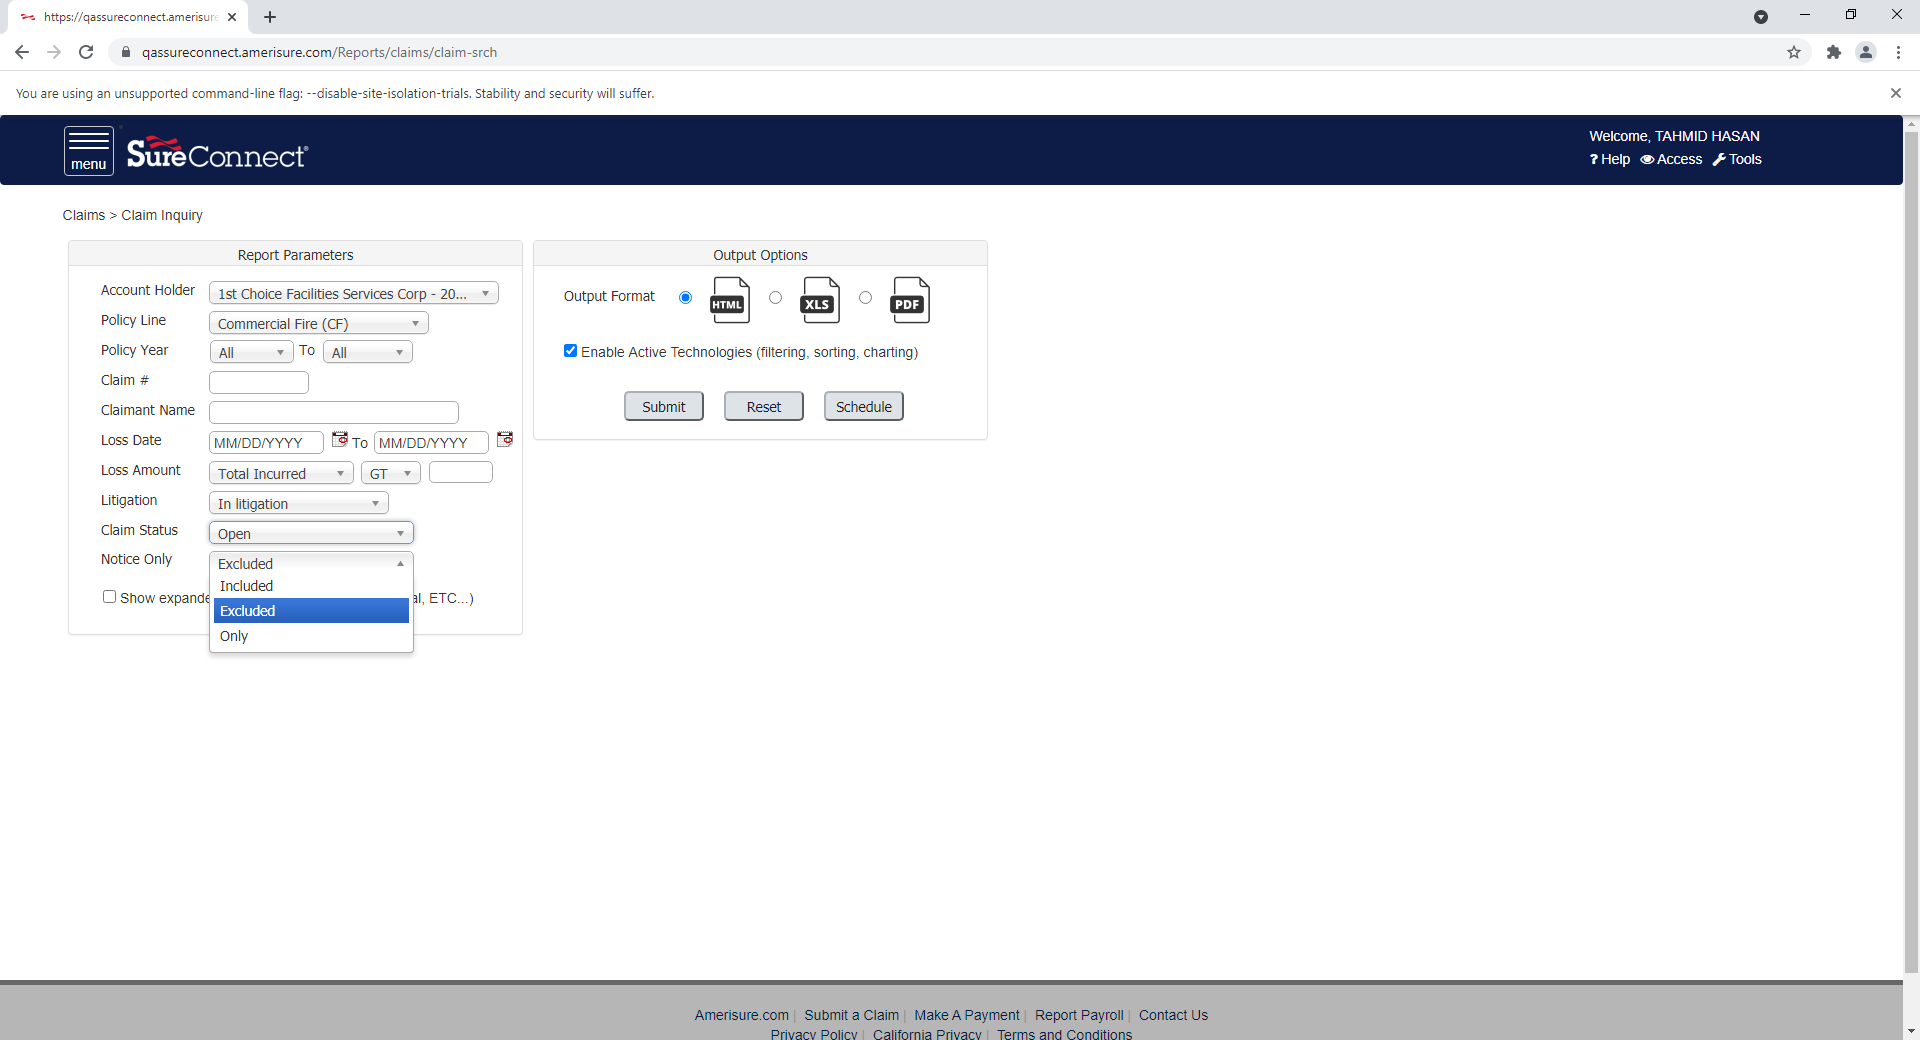 https://qassureconnect.amerisure
qassureconnect.amerisure.com/Reports/claims/claim-srch
You are using an unsupported command-line flag: --disable-site-isolation-trials. Stability and security will suffer.
menu
SureConnect®
Welcome, TAHMID HASAN
? Help Access Tools
Claims > Claim Inquiry
Report Parameters
Account Holder 1st Choice Facilities Services Corp - 20...
Policy Line Commercial Fire (CF)
Policy Year All To All
Claim #
Claimant Name
Loss Date MM/DD/YYYY To MM/DD/YYYY
Loss Amount Total Incurred GT
Litigation In litigation
Claim Status Open
Notice Only Excluded
Included
Excluded
Only
Show expande al, ETC...)
Output Options
Output Format HTML XLS PDF
Enable Active Technologies (filtering, sorting, charting)
Submit Reset Schedule
Amerisure.com | Submit a Claim | Make A Payment | Report Payroll | Contact Us
Privacy Policy | California Privacy | Terms and Conditions